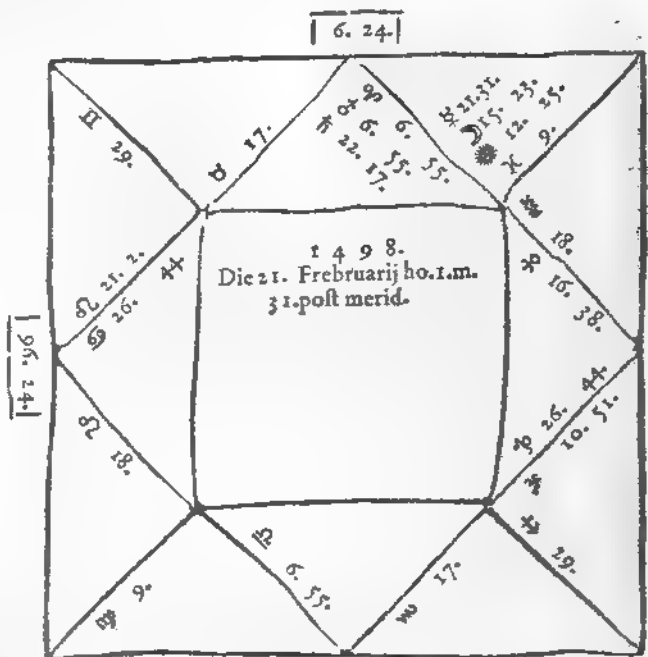 6. 24.
♊ 29.
♉ 17.
♈ 6. 55.
♀ 6. 55.
♄ 22. 17.
☿ 21.31.
☽ 15. 23.
☉ 12. 25.
♓ 9.
♒ 18.
16. 38.
1 4 9 8.
Die 21. Frebruarij ho.1.m.
31.poſt merid.
21. 2.
♋ 26. 44.
96. 24.
♌ 18.
♍ 9.
♎ 6. 55.
♏ 17.
♑ 26. 44.
10. 51.
♐ 29.